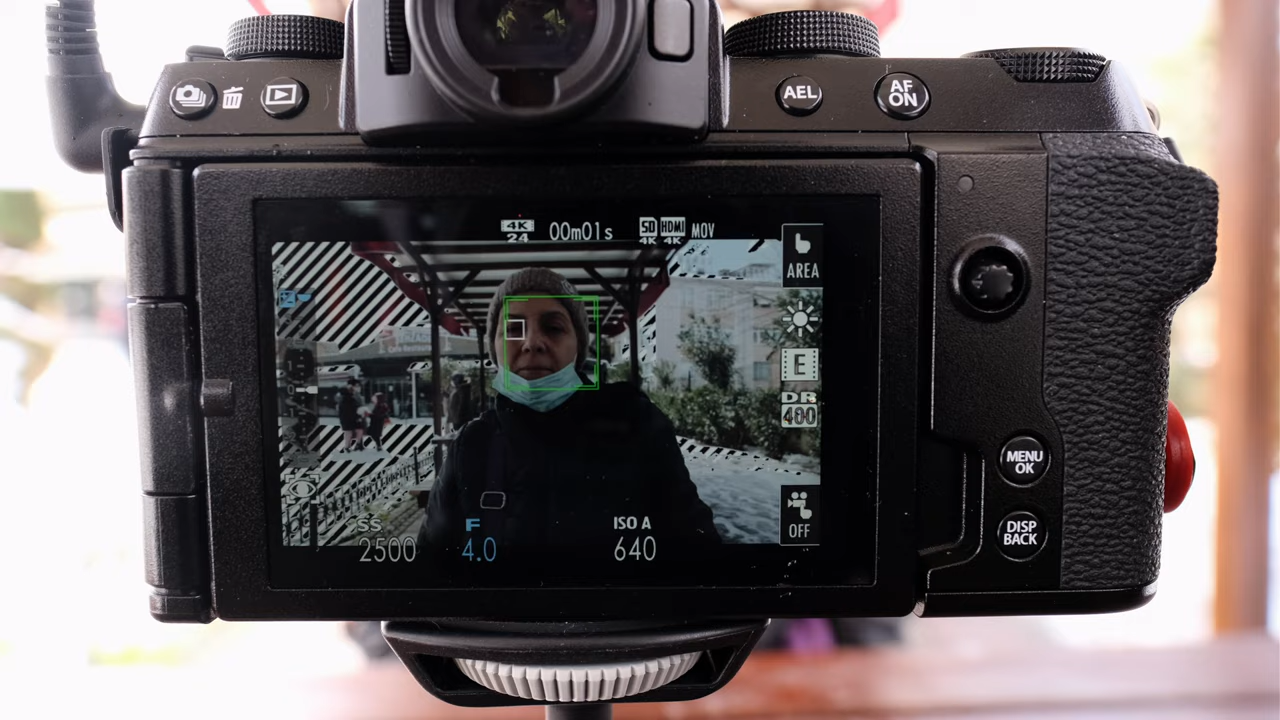 AEL
AF
ON
4K
24
00m01s
SD
4K
HDMI
4K
MOV
AREA
E
DR
400
OFF
SS
2500
F
4.0
ISO A
640
MENU
OK
DISP
BACK